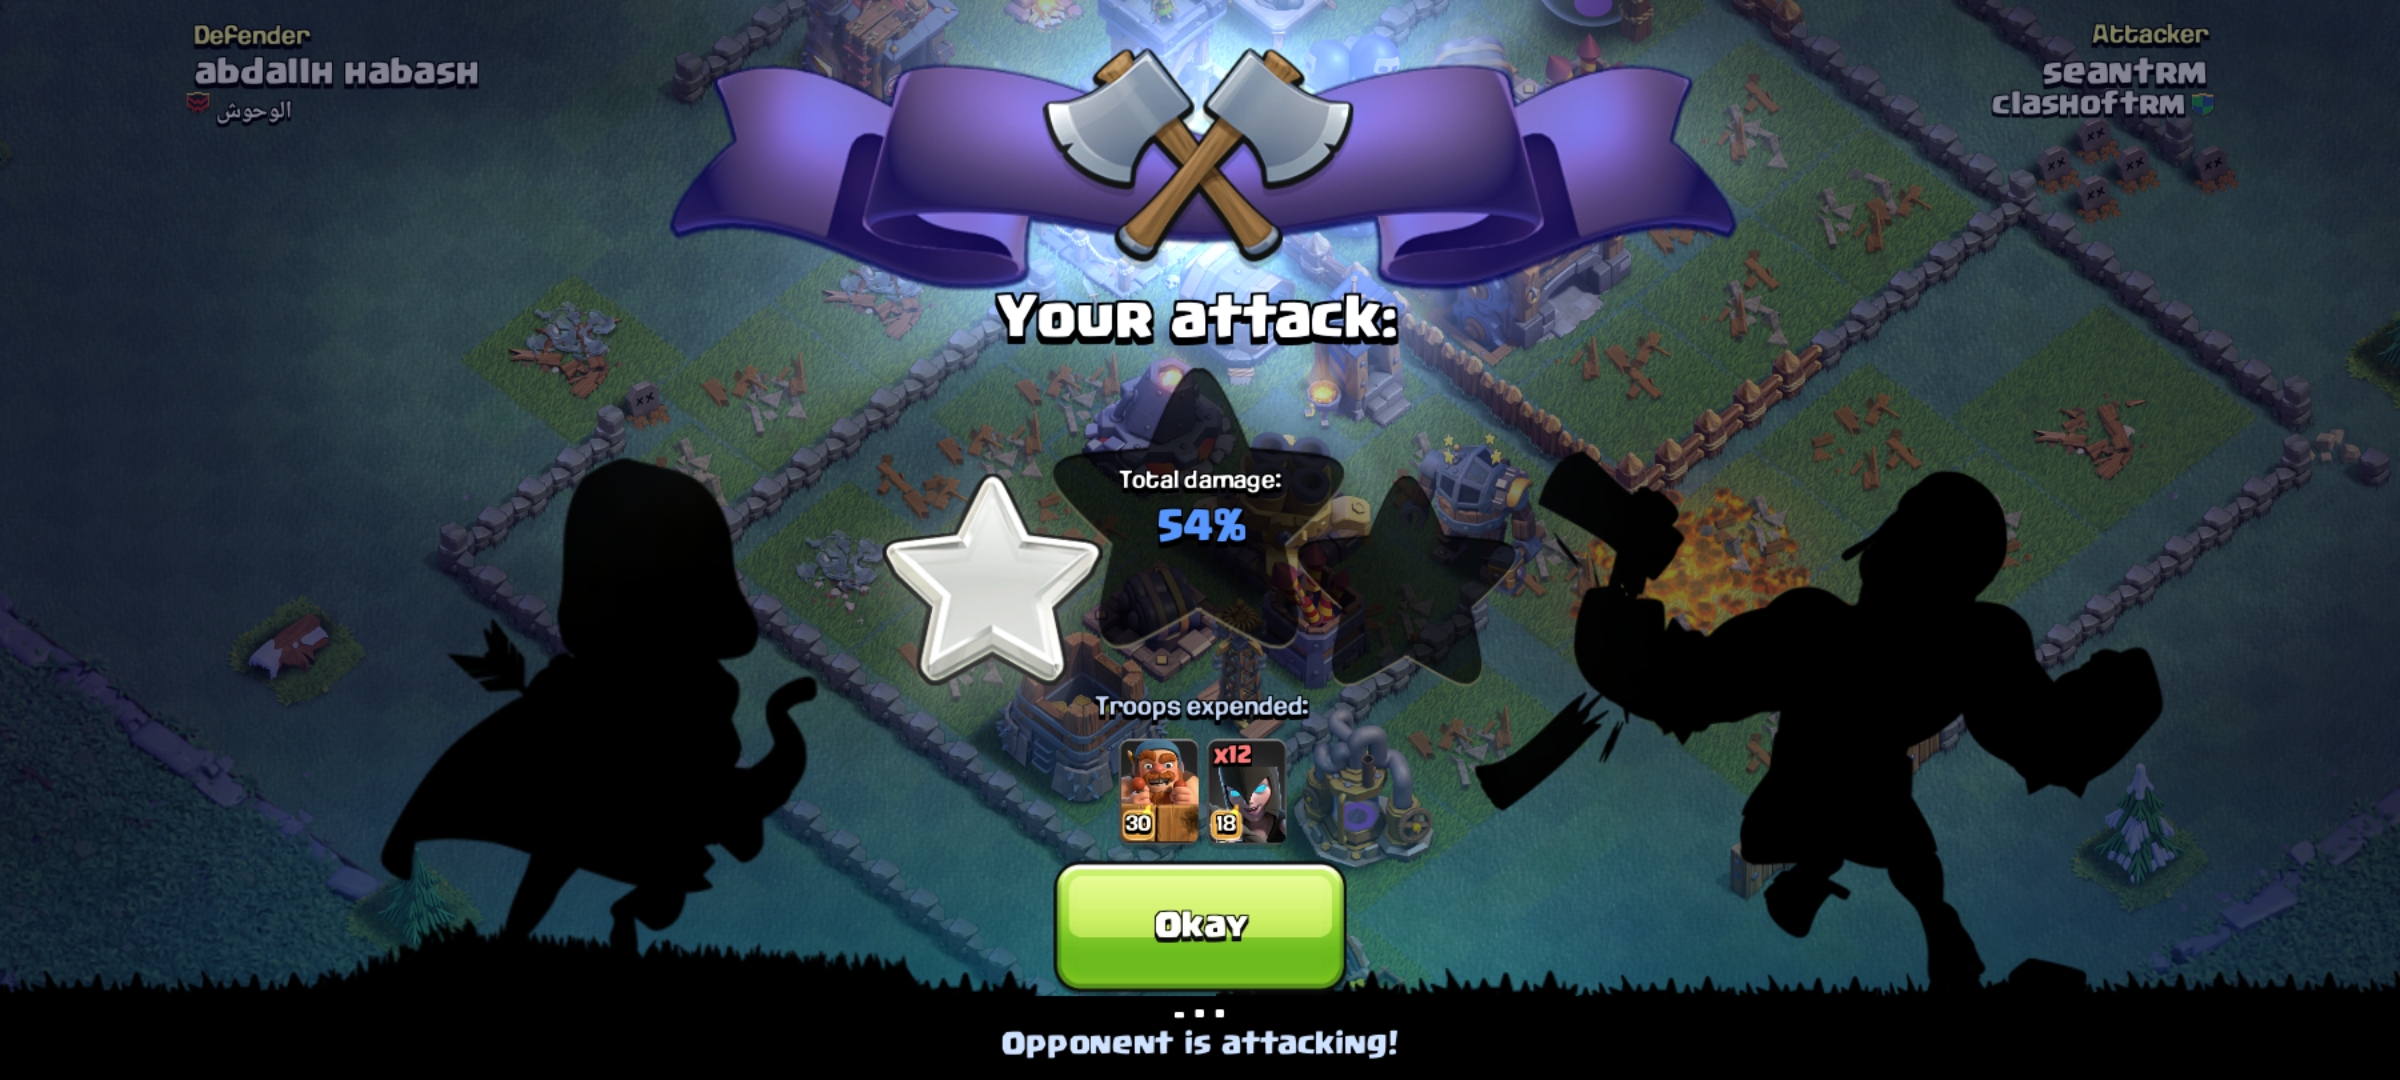 Defender
abdallH Habash
الوحوش
Attacker
seantRM
clashoftRM
Your attack:
Total damage:
54%
Troops expended:
x12
30
18
Okay
Opponent is attacking!